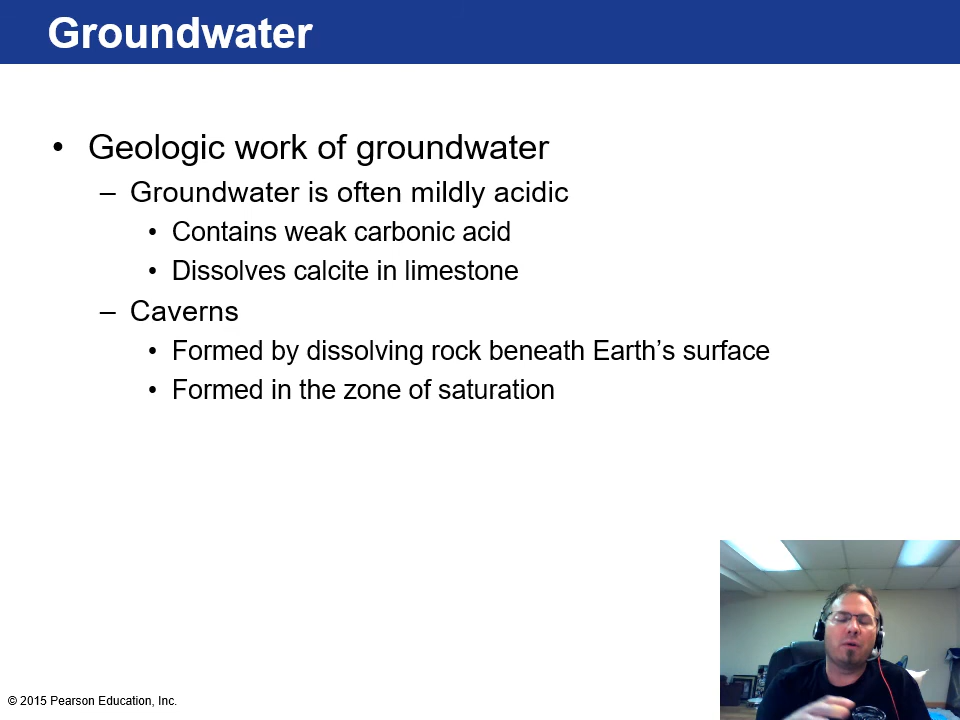 Groundwater
• Geologic work of groundwater
– Groundwater is often mildly acidic
• Contains weak carbonic acid
• Dissolves calcite in limestone
– Caverns
• Formed by dissolving rock beneath Earth’s surface
• Formed in the zone of saturation
© 2015 Pearson Education, Inc.